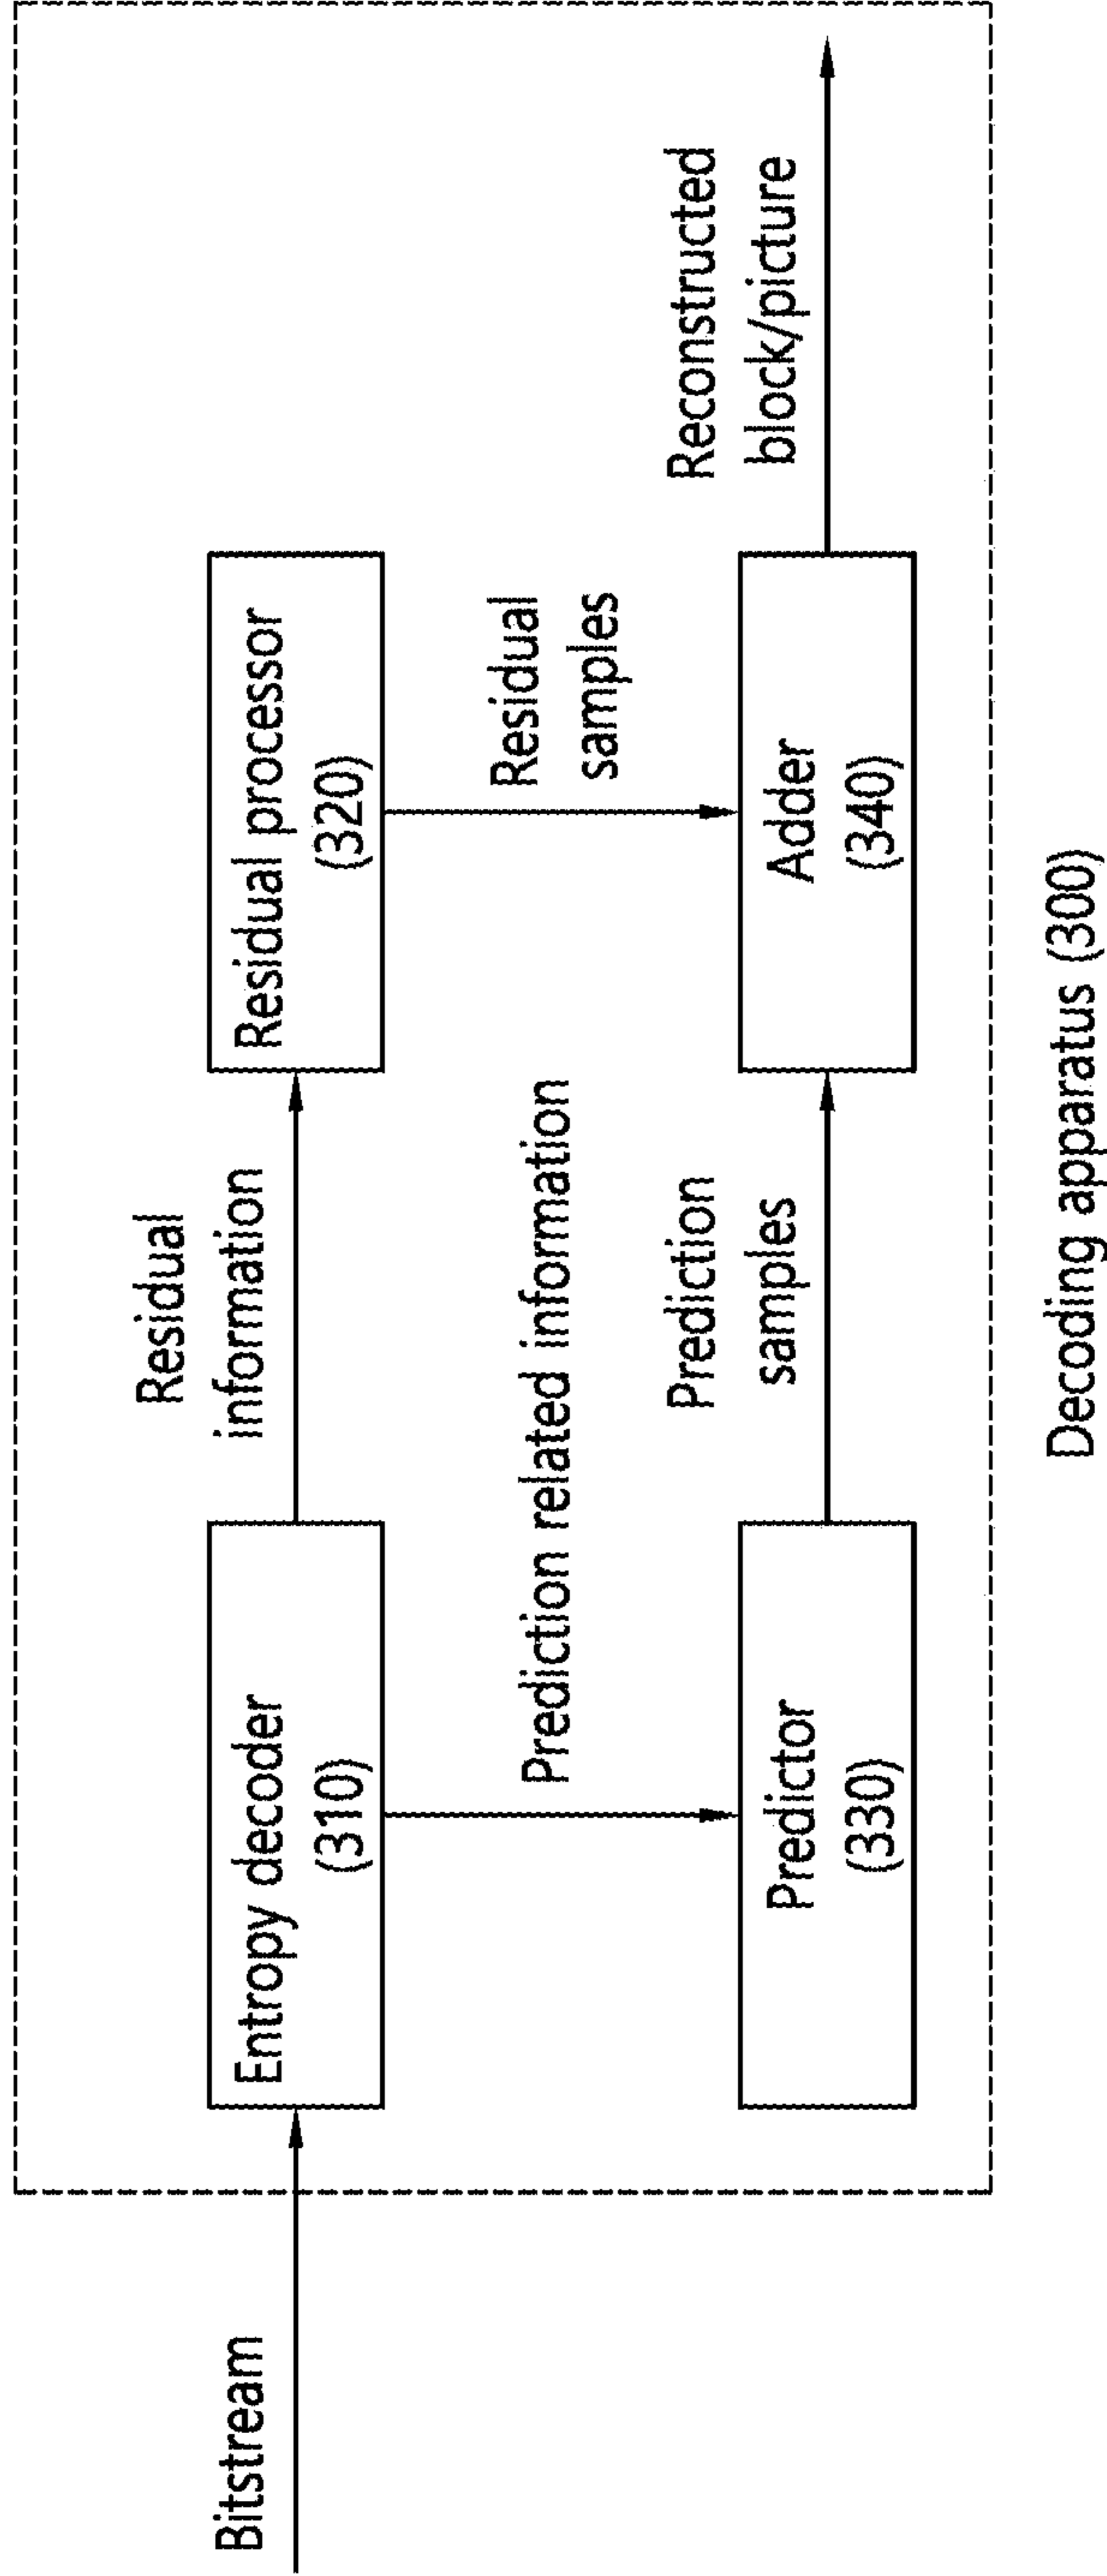 Bitstream
Entropy decoder
(310)
Residual
information
Residual processor
(320)
Prediction related information
Residual
samples
Predictor
(330)
Prediction
samples
Adder
(340)
Reconstructed
block/picture
Decoding apparatus (300)